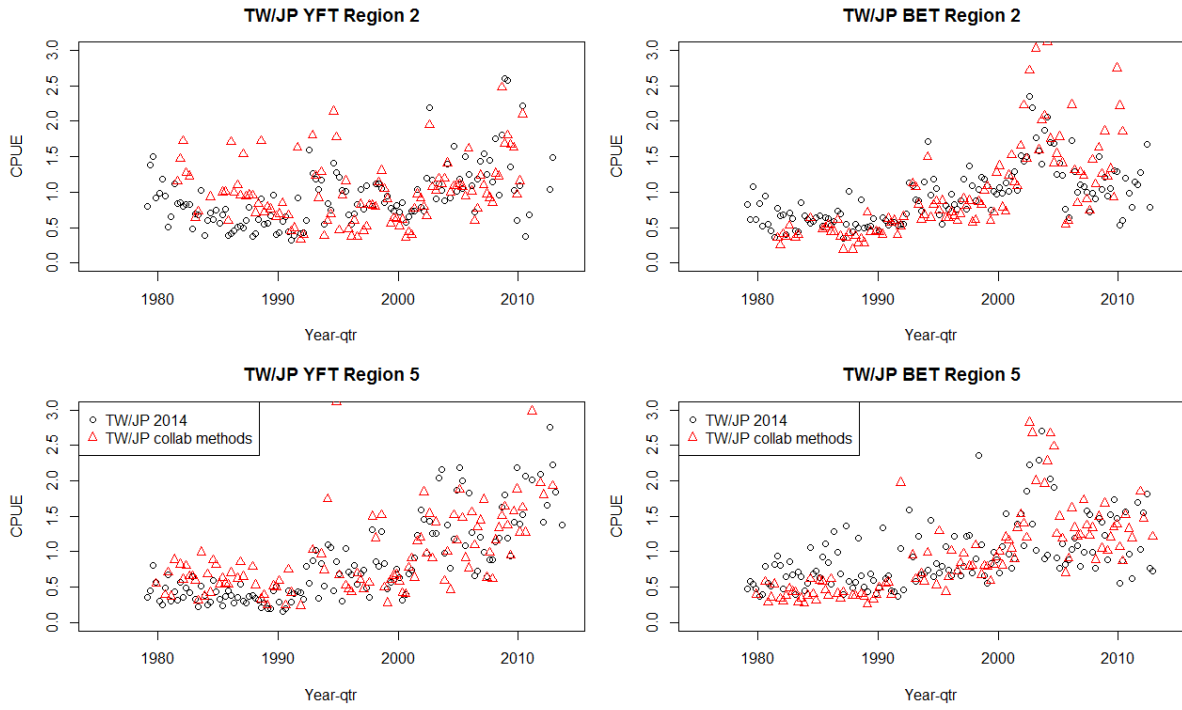 TW/JP YFT Region 2
CPUE
3.0
2.5
2.0
1.5
1.0
0.5
0.0
1980 1990 2000 2010
Year-qtr
TW/JP BET Region 2
CPUE
3.0
2.5
2.0
1.5
1.0
0.5
0.0
1980 1990 2000 2010
Year-qtr
TW/JP YFT Region 5
TW/JP 2014
TW/JP collab methods
CPUE
3.0
2.5
2.0
1.5
1.0
0.5
0.0
1980 1990 2000 2010
Year-qtr
TW/JP BET Region 5
TW/JP 2014
TW/JP collab methods
CPUE
3.0
2.5
2.0
1.5
1.0
0.5
0.0
1980 1990 2000 2010
Year-qtr